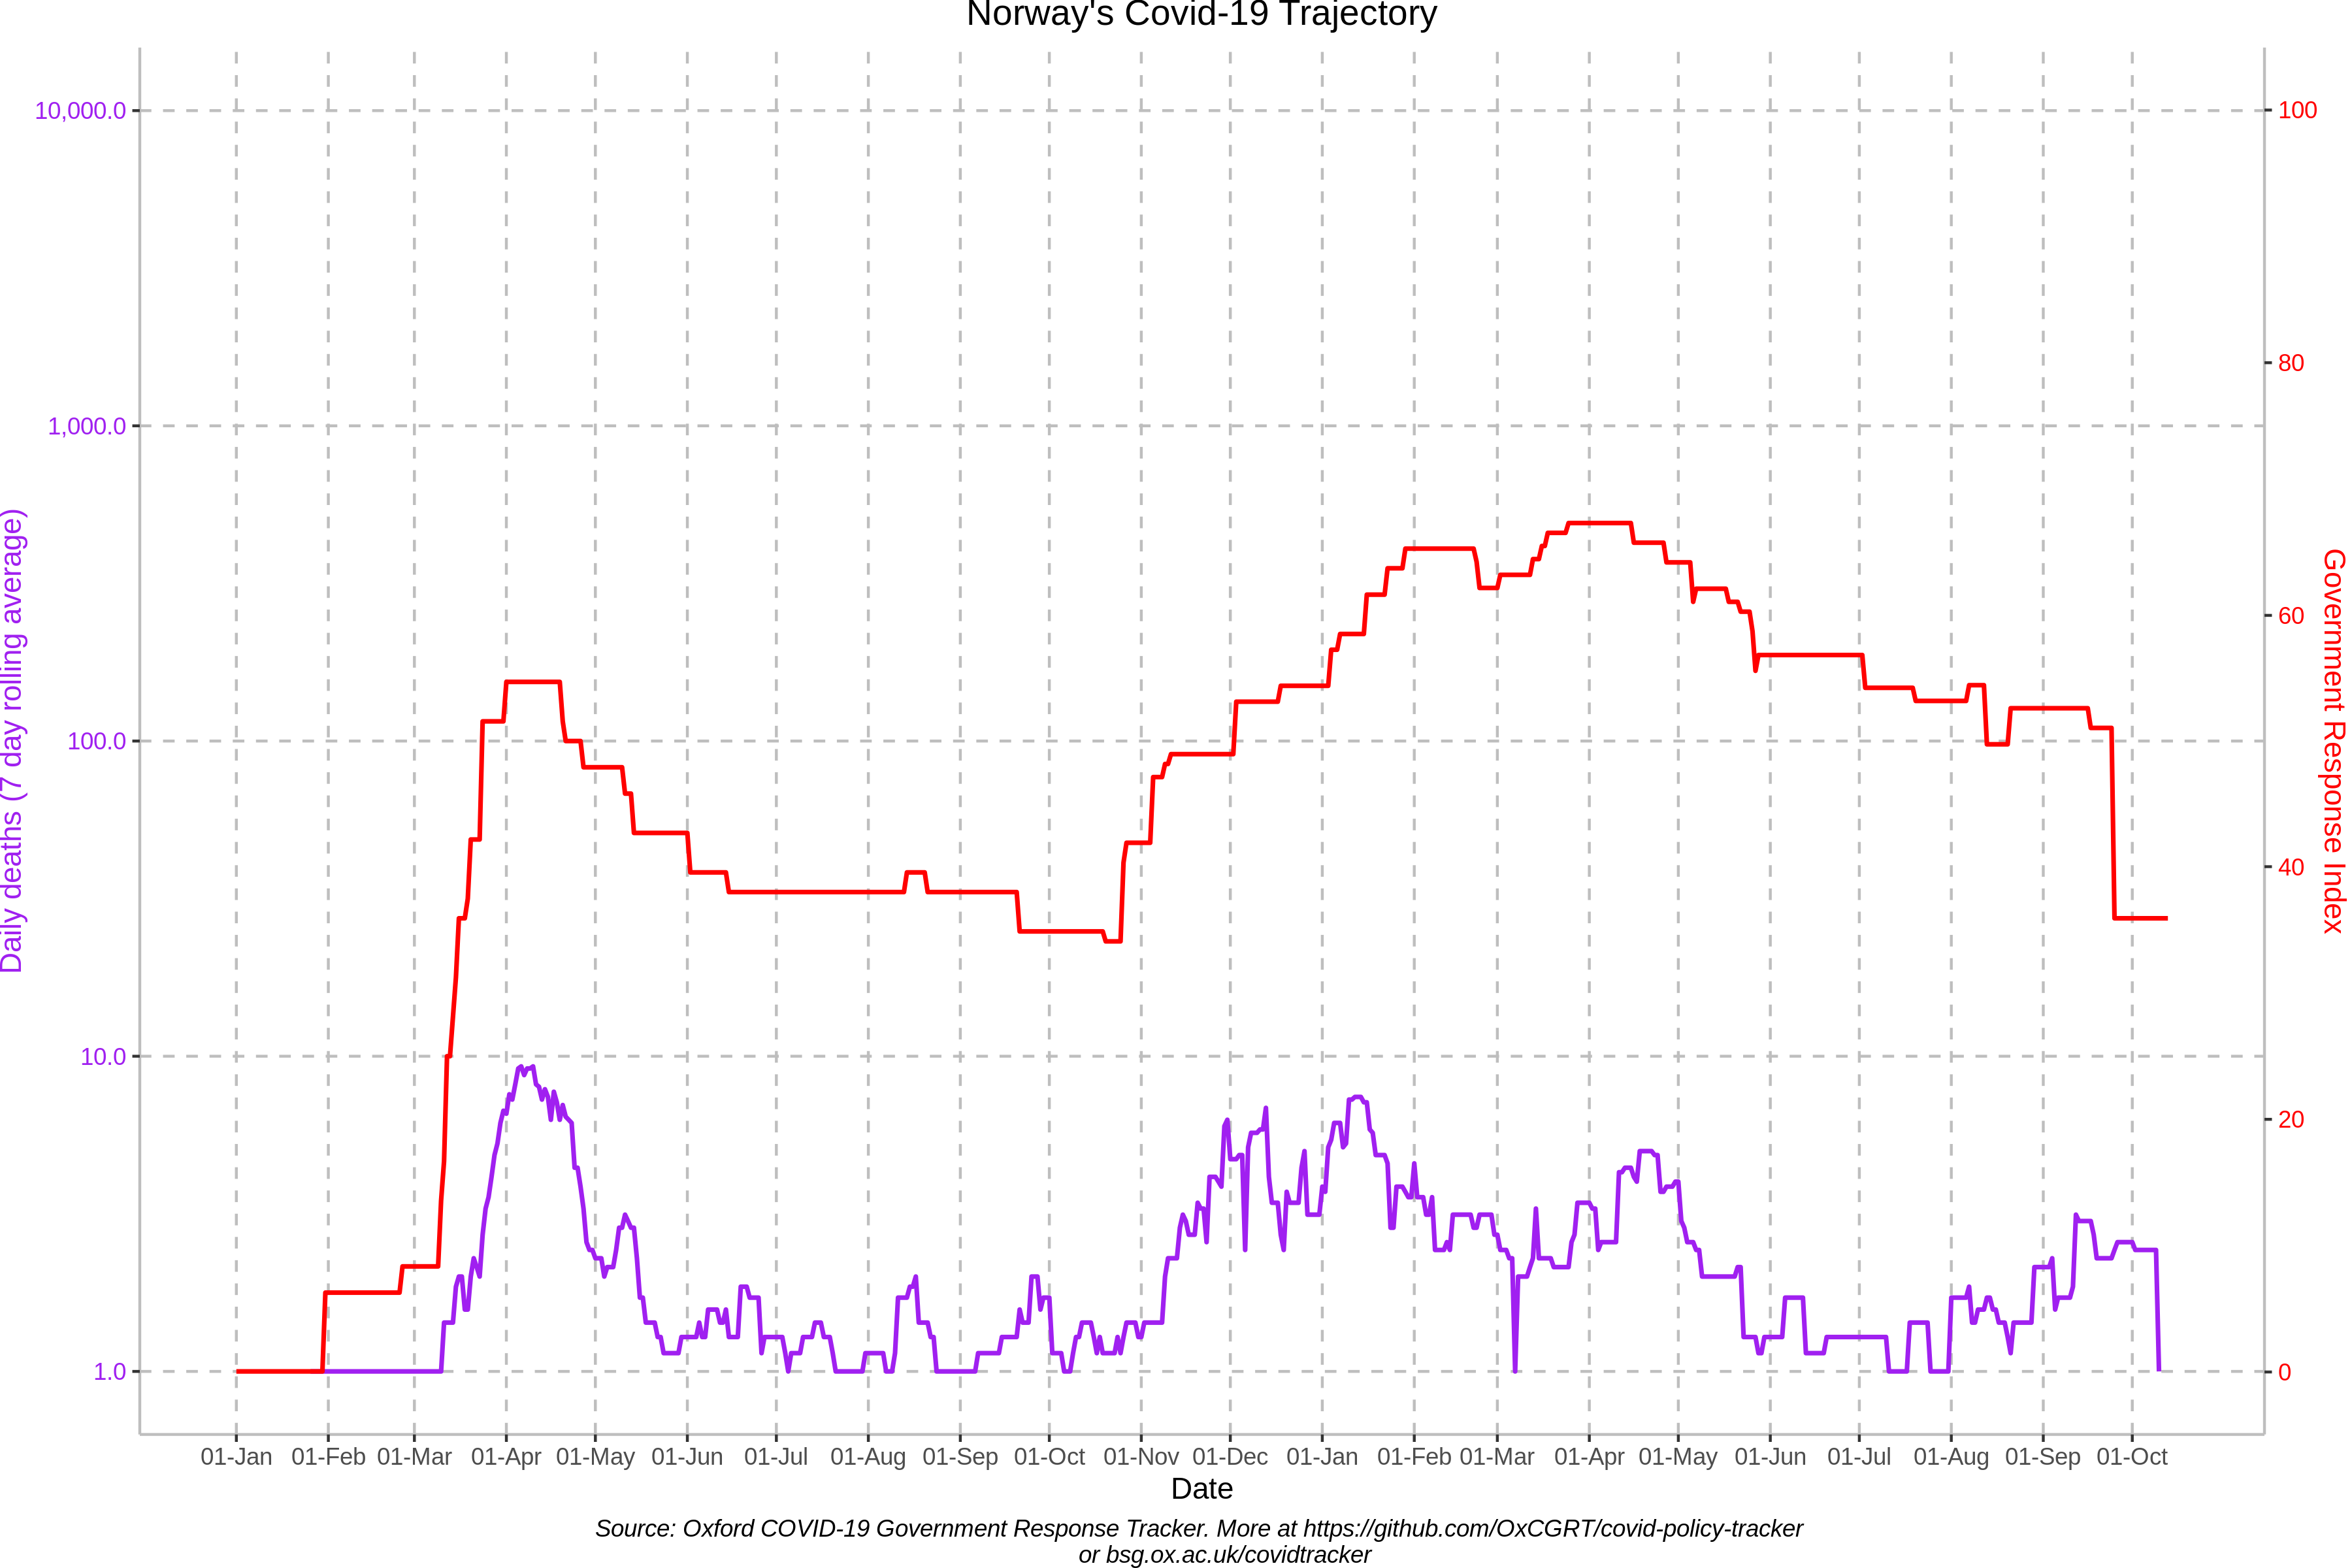 Norway's Covid-19 Trajectory
10,000.0
1,000.0
100.0
10.0
1.0
Daily deaths (7 day rolling average)
100
80
60
40
20
0
Government Response Index
01-Jan 01-Feb 01-Mar 01-Apr 01-May 01-Jun 01-Jul 01-Aug 01-Sep 01-Oct 01-Nov 01-Dec 01-Jan 01-Feb 01-Mar 01-Apr 01-May 01-Jun 01-Jul 01-Aug 01-Sep 01-Oct
Date
Source: Oxford COVID-19 Government Response Tracker. More at https://github.com/OxCGRT/covid-policy-tracker
or bsg.ox.ac.uk/covidtracker